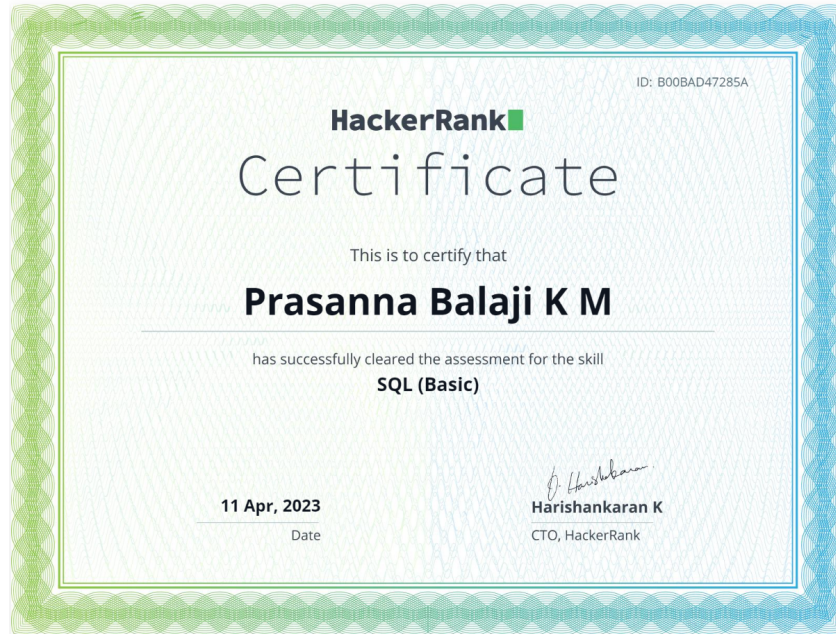 ID: B00BAD47285A
HackerRank
Certificate
This is to certify that
Prasanna Balaji K M
has successfully cleared the assessment for the skill
SQL (Basic)
11 Apr, 2023
Date
Harishankaran K
CTO, HackerRank